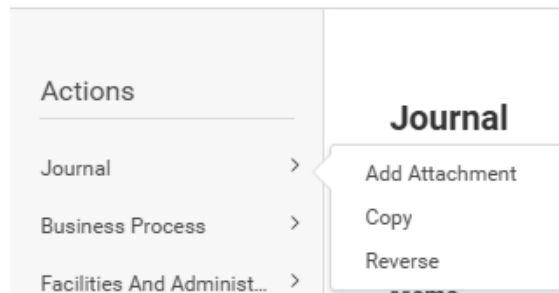 Actions
Journal
Journal
Add Attachment
Business Process
Copy
Reverse
Facilities And Administ...